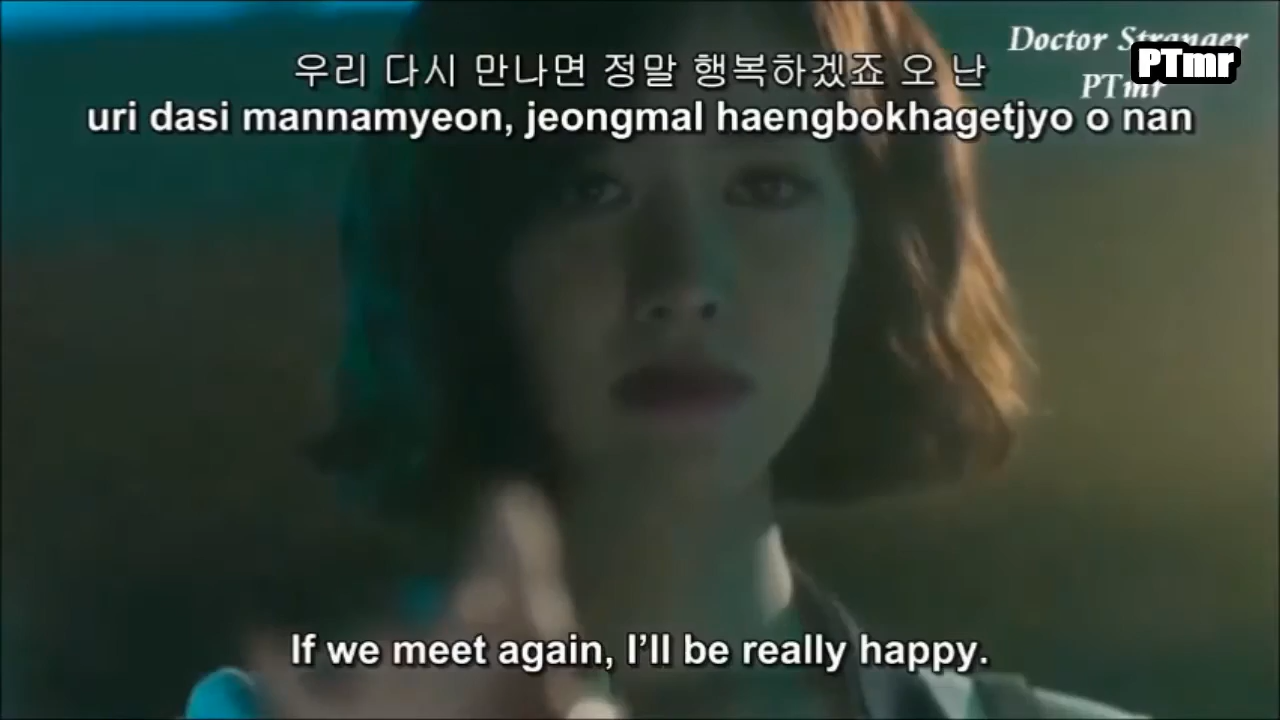 Doctor Stranger
PTmr
PTmr
우리 다시 만나면 정말 행복하겠죠 오 난
uri dasi mannamyeon, jeongmal haengbokhagetjyo o nan
If we meet again, I'll be really happy.